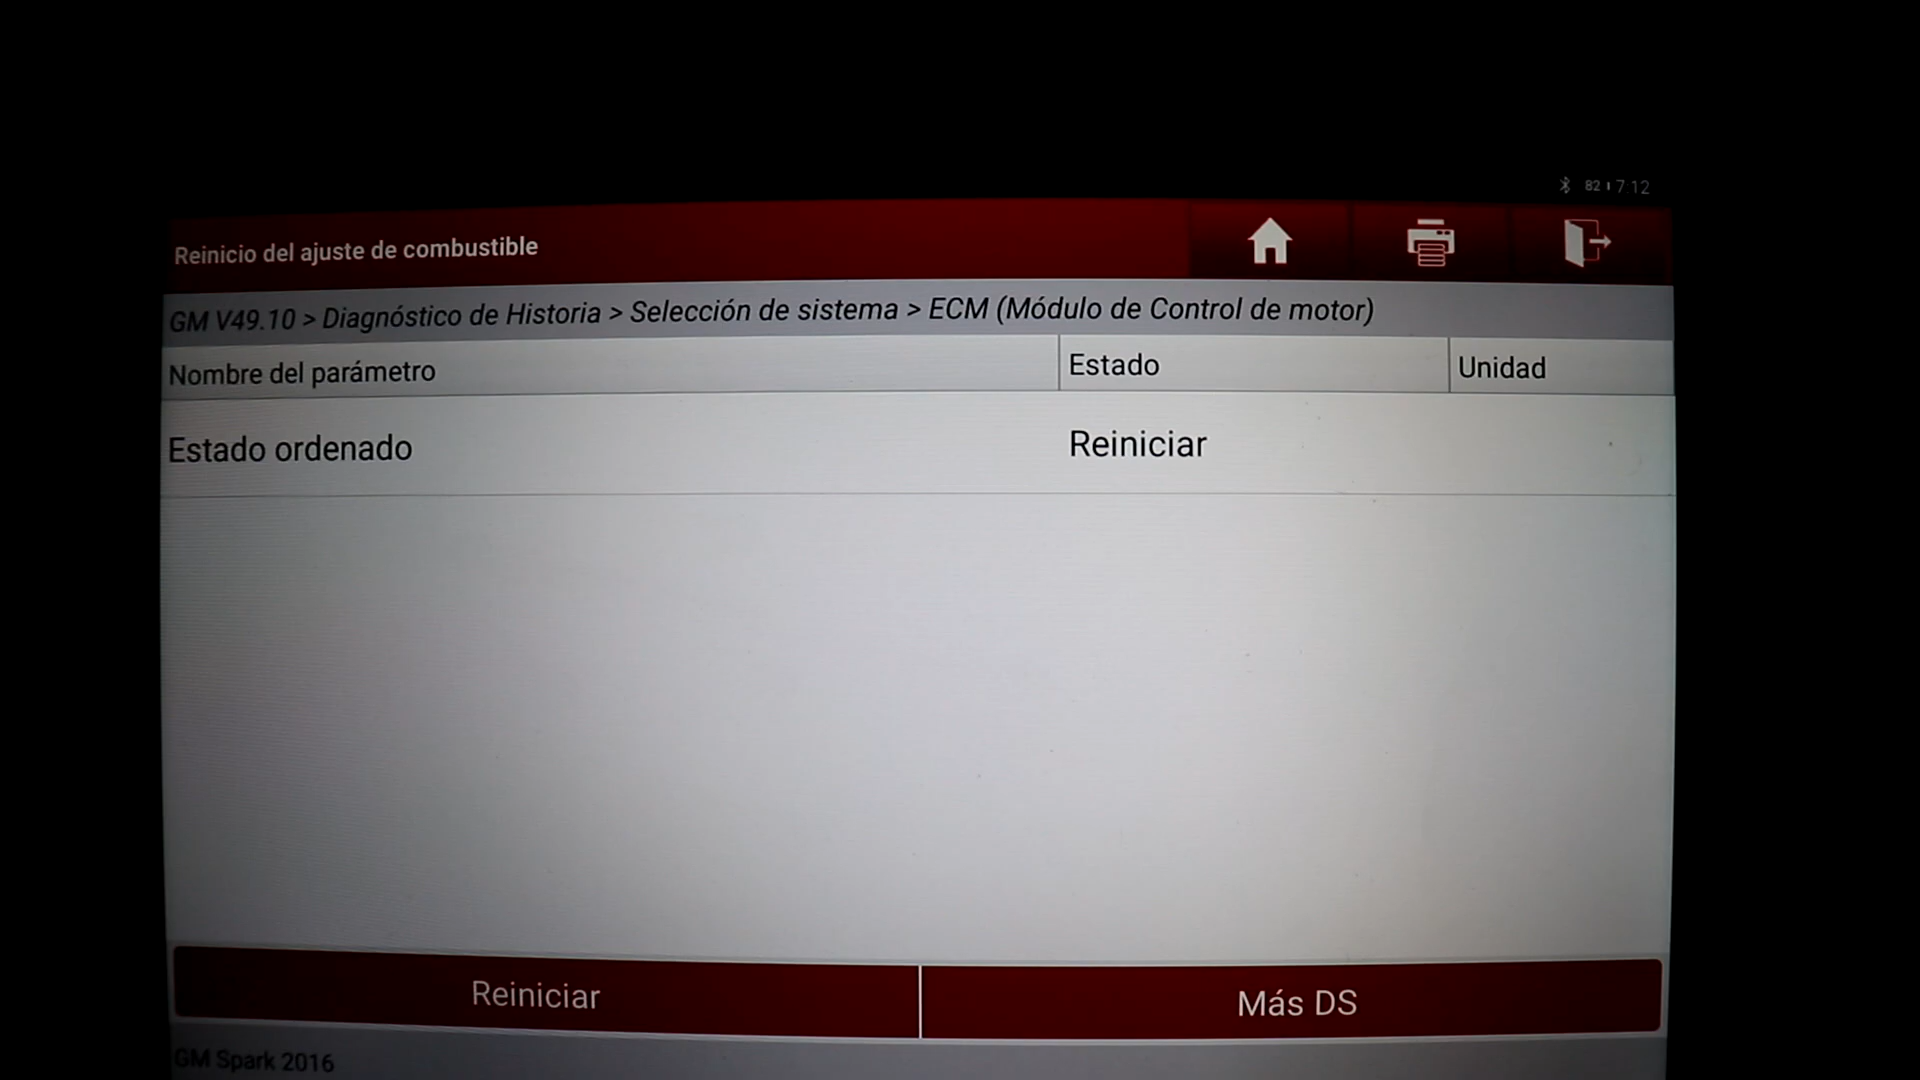 82 7:12
Reinicio del ajuste de combustible
GM V49.10 > Diagnóstico de Historia > Selección de sistema > ECM (Módulo de Control de motor)
Nombre del parámetro Estado Unidad
Estado ordenado Reiniciar
Reiniciar Más DS
GM Spark 2016